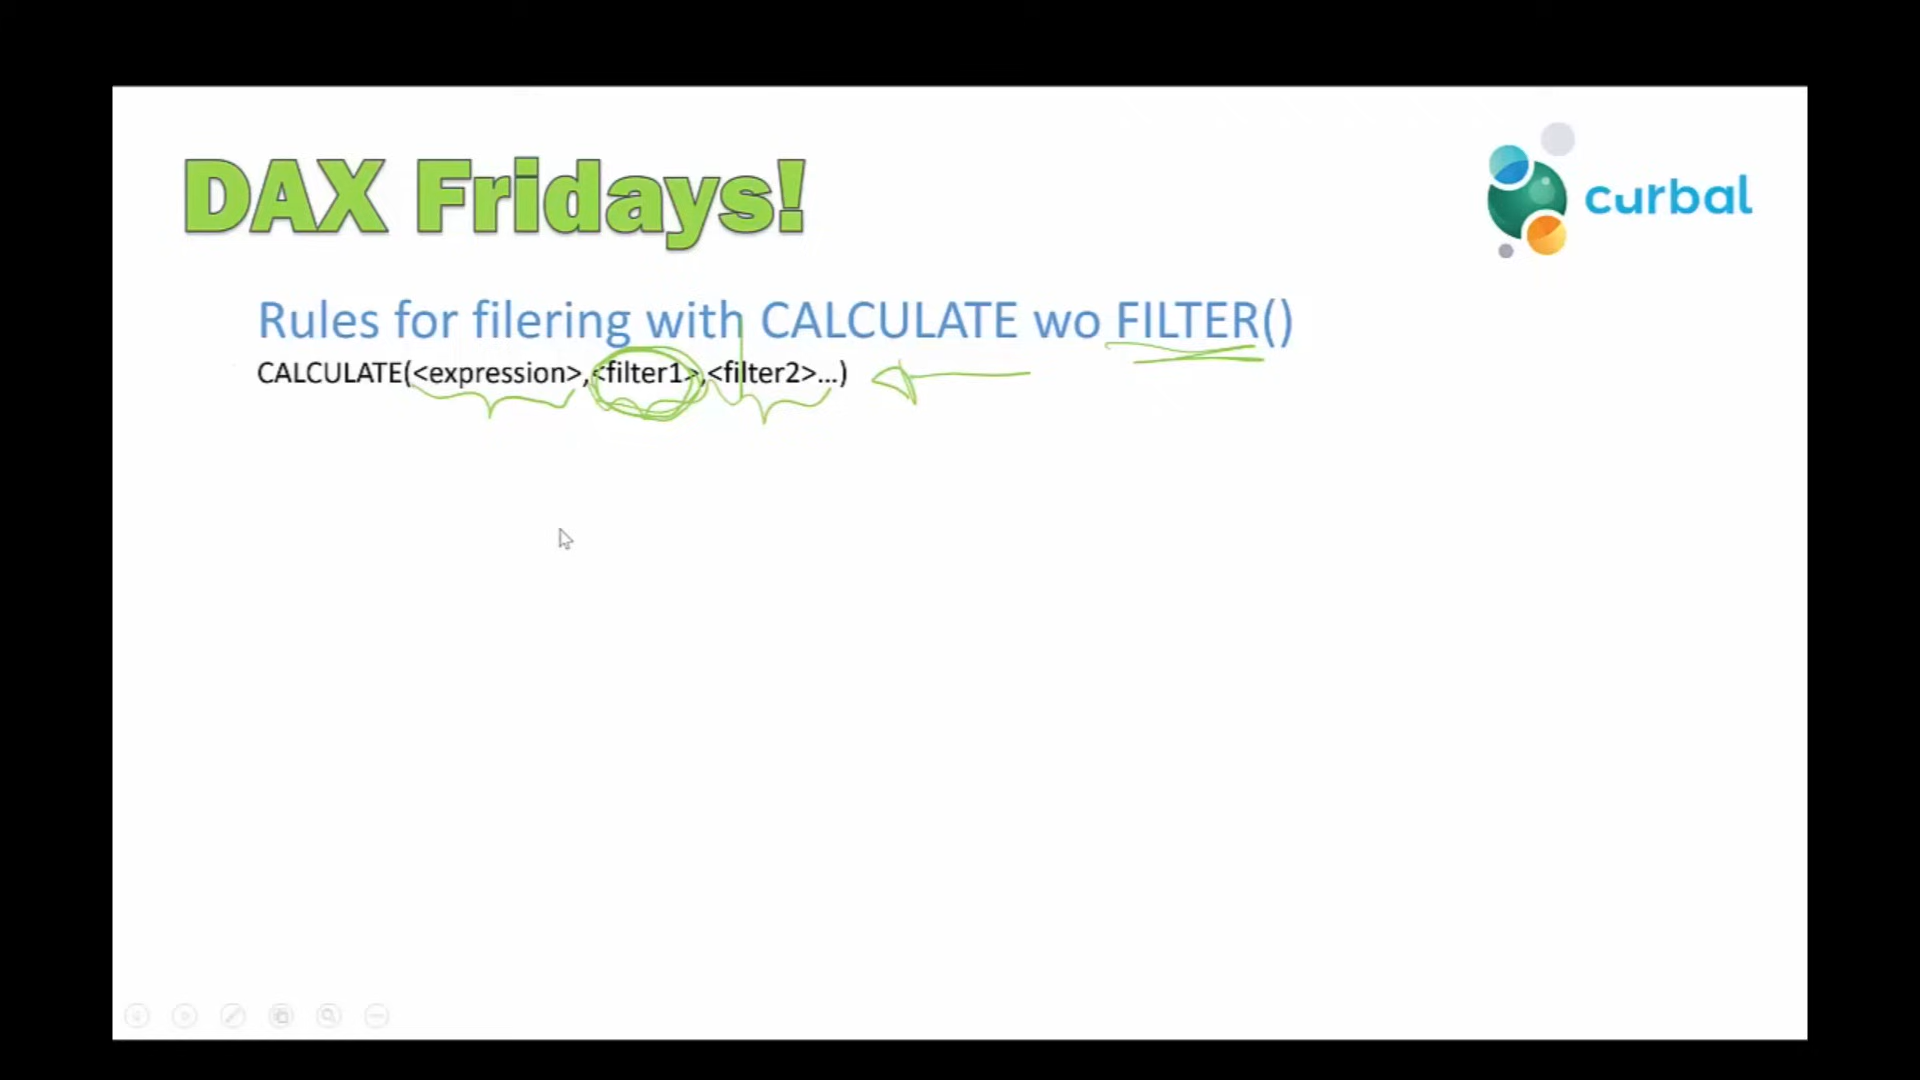 DAX Fridays!
curbal
Rules for filering with CALCULATE wo FILTER()
CALCULATE(<expression>,<filter1>,<filter2>...)